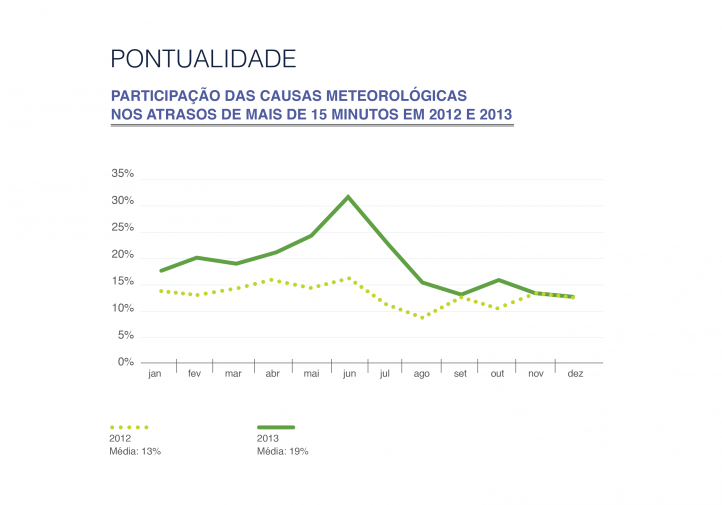 PONTUALIDADE
PARTICIPAÇÃO DAS CAUSAS METEOROLÓGICAS
NOS ATRASOS DE MAIS DE 15 MINUTOS EM 2012 E 2013
35%
30%
25%
20%
15%
10%
5%
0%
jan fev mar abr mai jun jul ago set out nov dez
2012 2013
Média: 13% Média: 19%